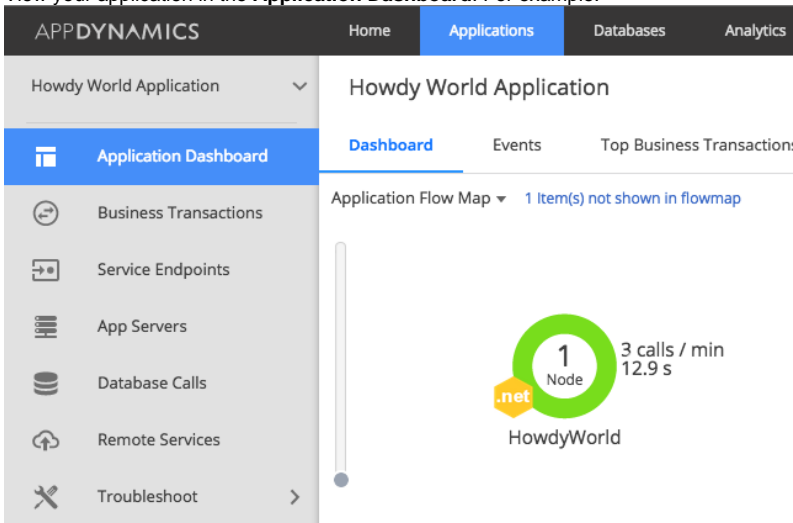 View your application in the Application Dashboard. For example:
APPDYNAMICS
Home
Applications
Databases
Analytics
Howdy World Application
Howdy World Application
Application Dashboard
Dashboard
Events
Top Business Transactions
Application Flow Map
1 Item(s) not shown in flowmap
Business Transactions
Service Endpoints
App Servers
1
Node
3 calls / min
12.9 s
.net
HowdyWorld
Database Calls
Remote Services
Troubleshoot